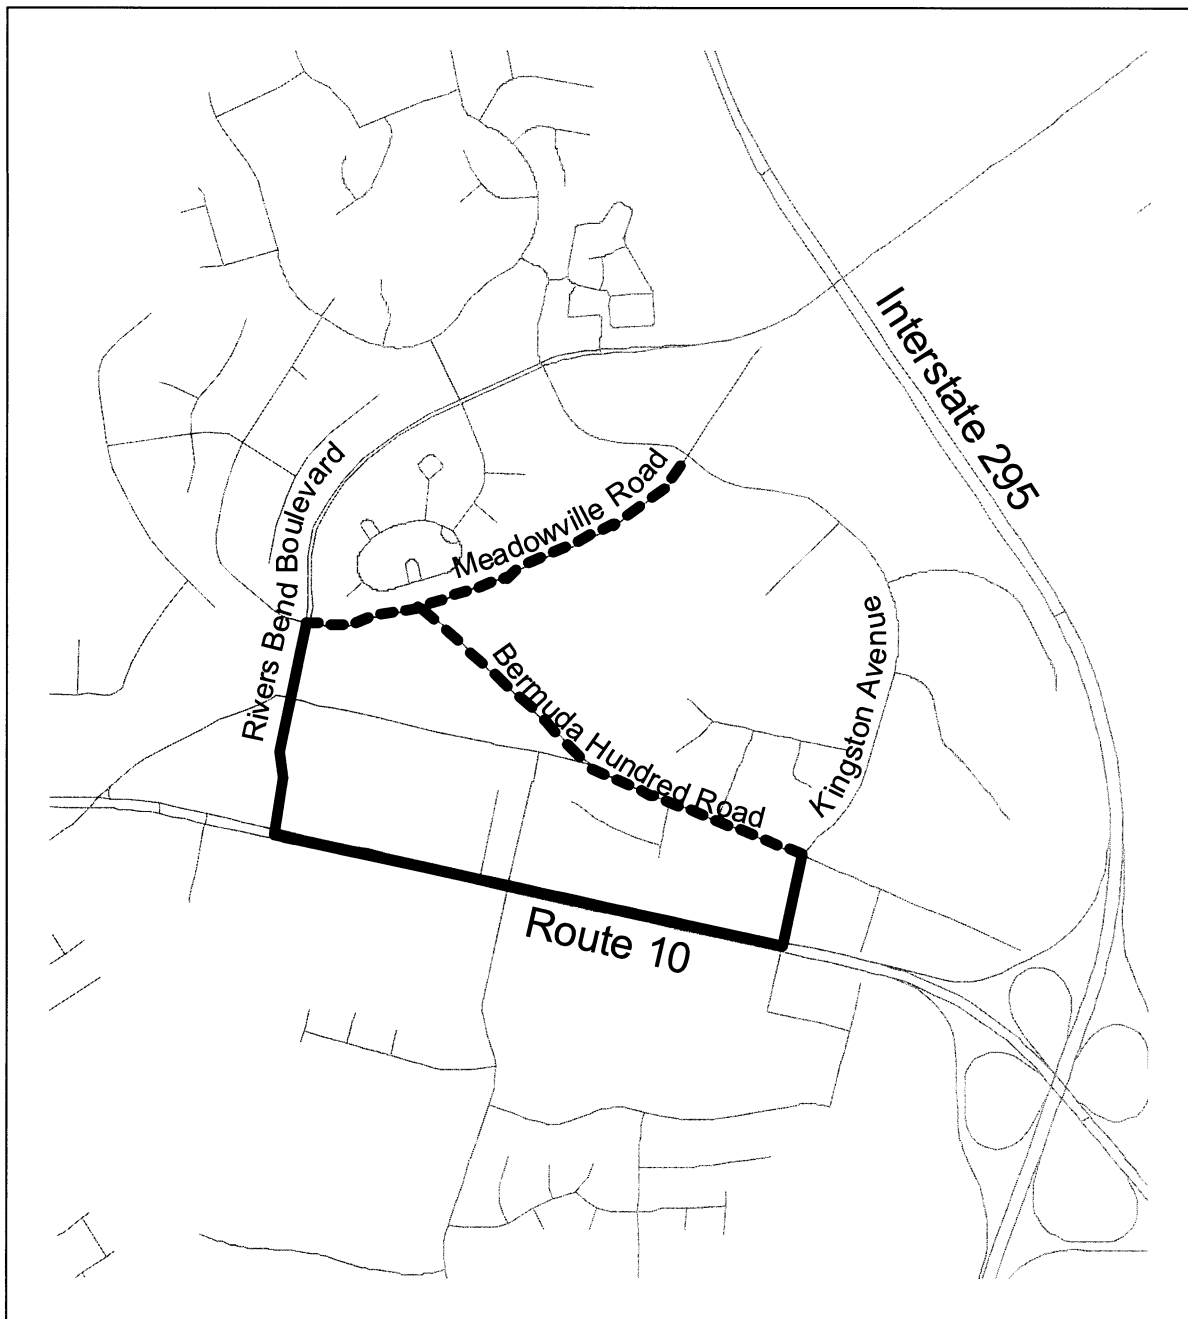 Interstate 295
Rivers Bend Boulevard
Meadowville Road
Bermuda Hundred Road
Kingston Avenue
Route 10